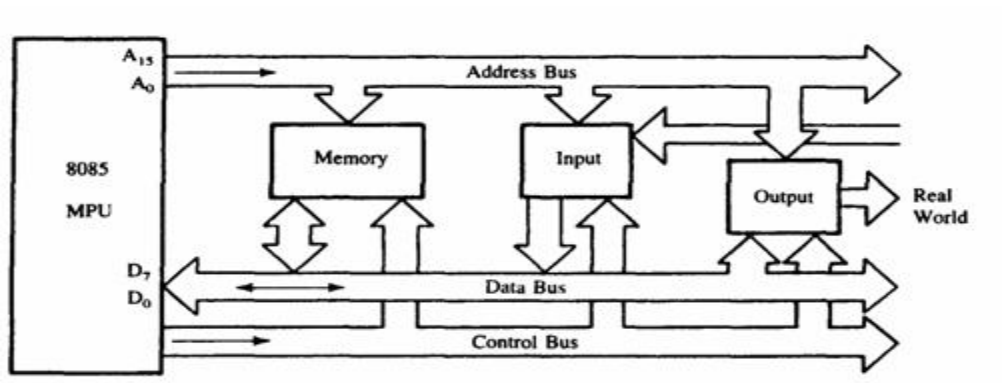 A15
Address Bus
A0
8085
MPU
Memory
Input
Output
Real
World
D7
D0
Data Bus
Control Bus